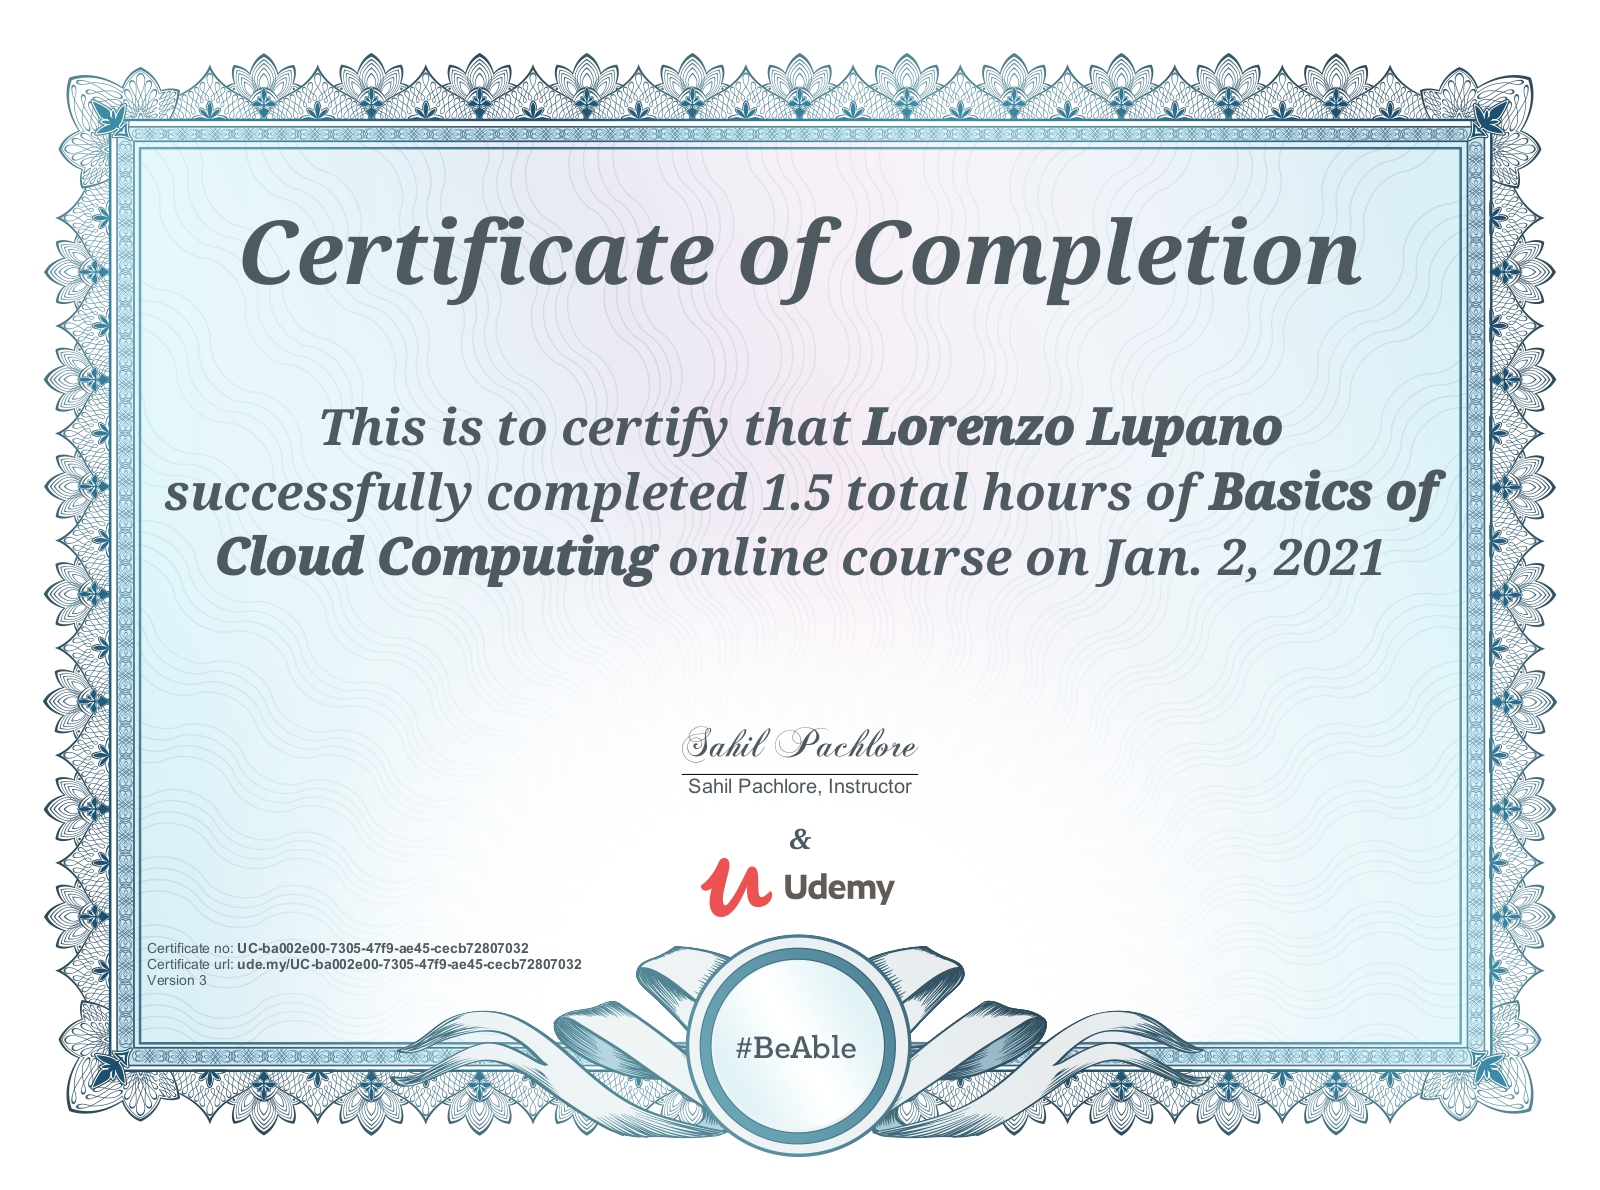 Certificate of Completion
This is to certify that Lorenzo Lupano
successfully completed 1.5 total hours of Basics of
Cloud Computing online course on Jan. 2, 2021
Sahil Pachlore
Sahil Pachlore, Instructor
&
Udemy
Certificate no: UC-ba002e00-7305-47f9-ae45-cecb72807032
Certificate url: ude.my/UC-ba002e00-7305-47f9-ae45-cecb72807032
Version 3
#BeAble